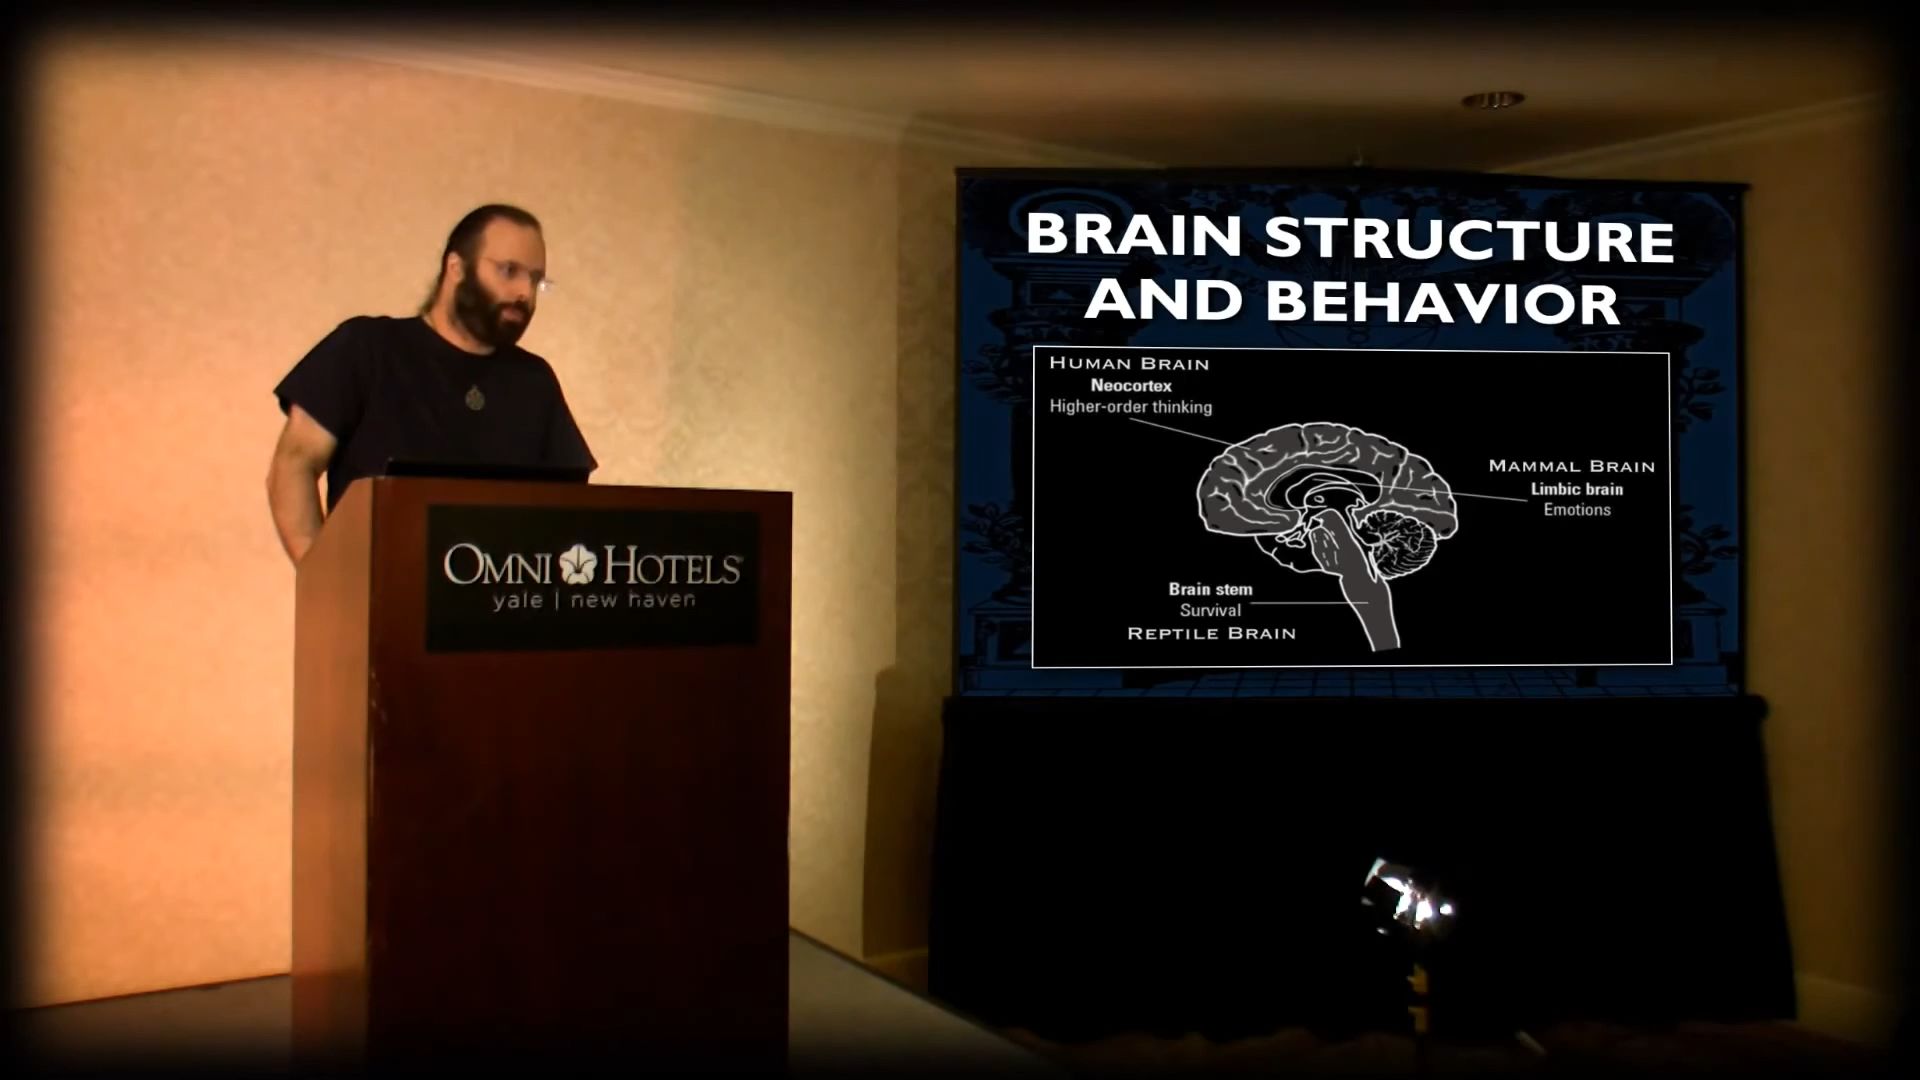 BRAIN STRUCTURE
AND BEHAVIOR
HUMAN BRAIN
Neocortex
Higher-order thinking
MAMMAL BRAIN
Limbic brain
Emotions
Brain stem
Survival
REPTILE BRAIN
OMNI HOTELS
yale | new haven